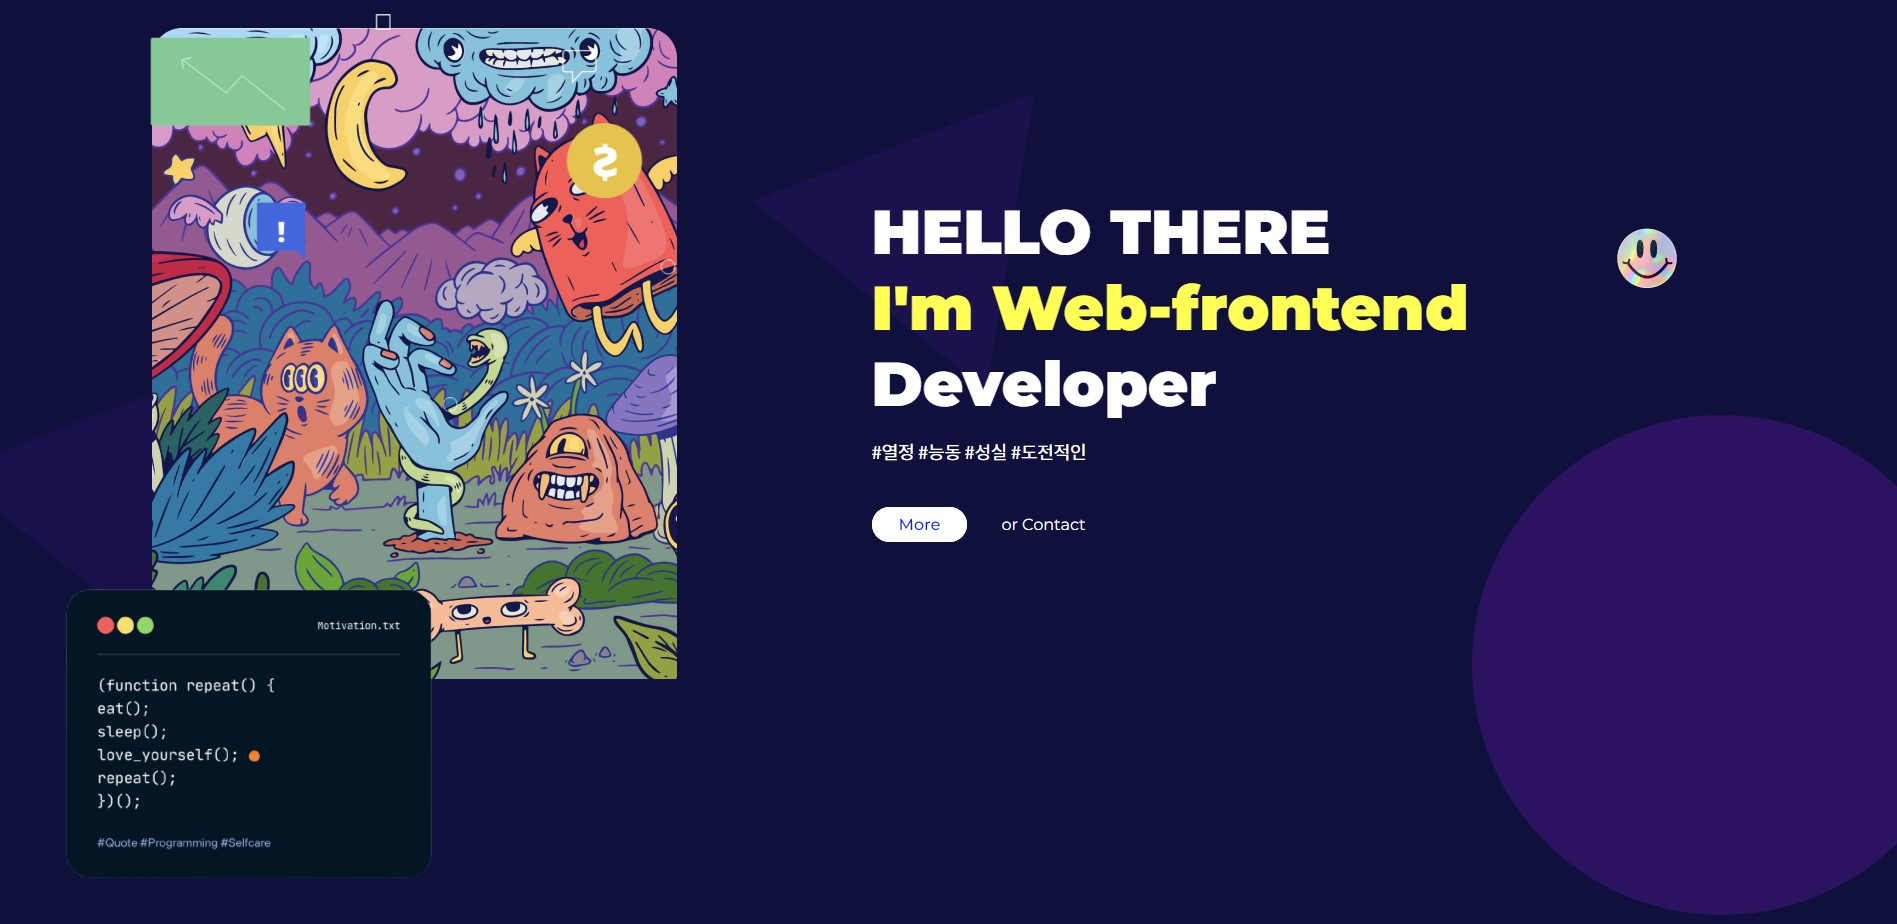 $
!
HELLO THERE
I'm Web-frontend
Developer
#열정 #능동 #성실 #도전적인
More
or Contact
Motivation.txt
(function repeat() {
eat();
sleep();
love_yourself();
repeat();
})();
#Quote #Programming #Selfcare